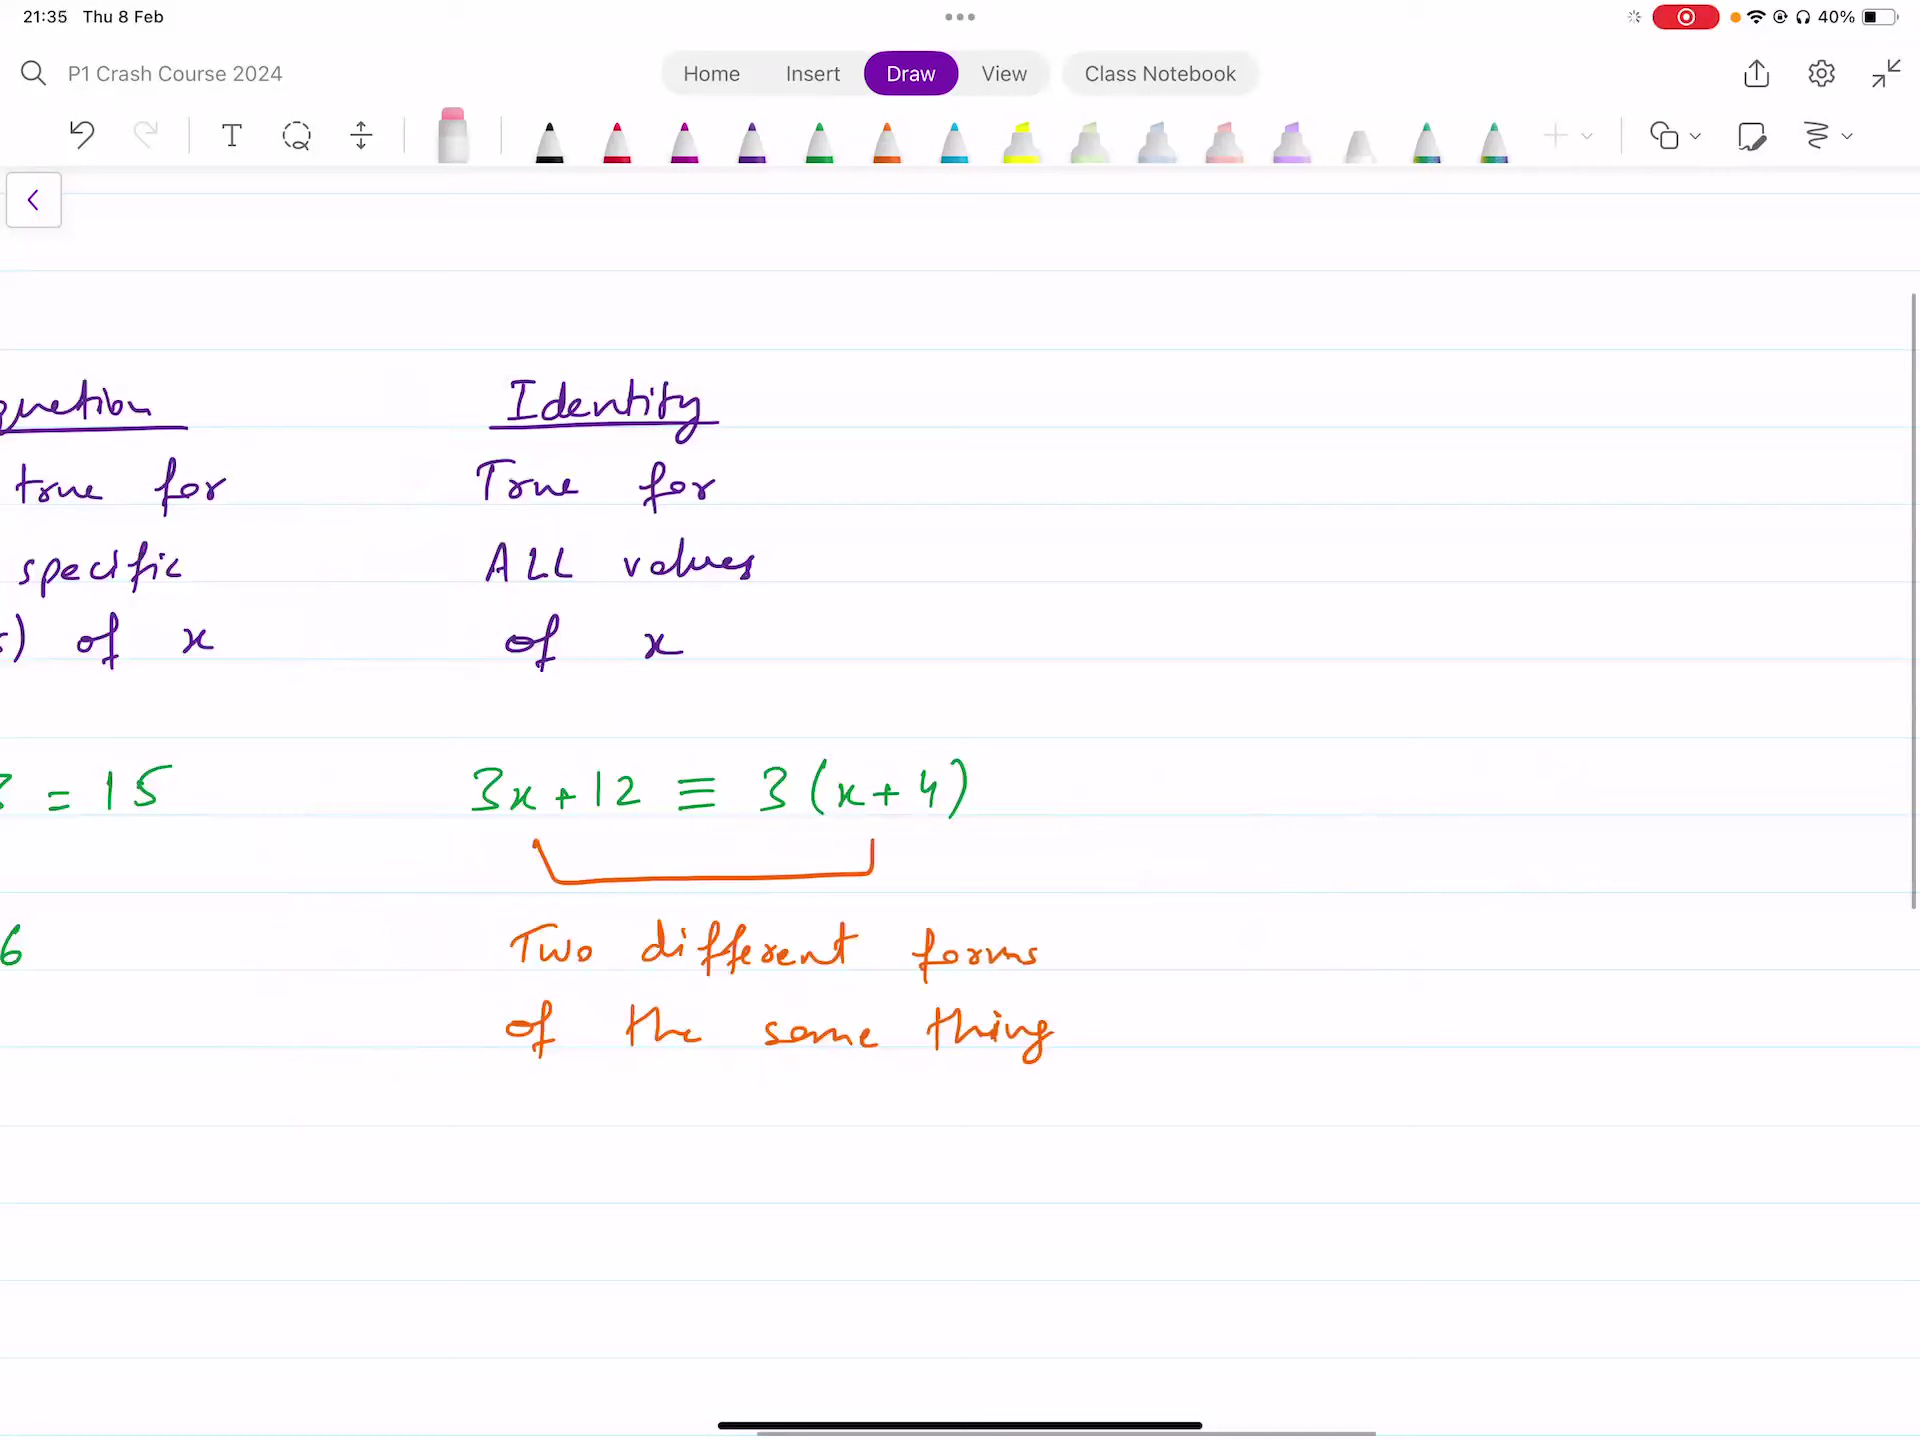 21:35 Thu 8 Feb
40%
P1 Crash Course 2024
Home Insert Draw View Class Notebook
quation
true for
specific
) of x
= 15
6
Identity
True for
ALL values
of x
3x + 12 ≡ 3(x + 4)
Two different forms
of the same thing